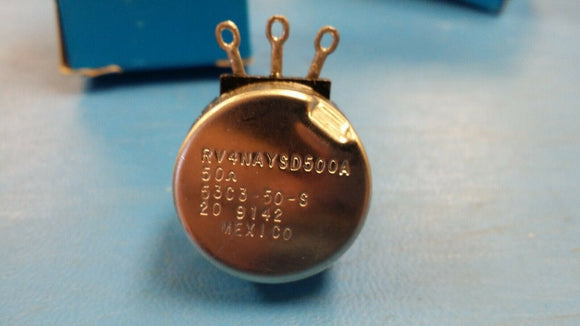 RV4NAYSD500A
50Ω
53C3 50-S
20 9142
MEXICO